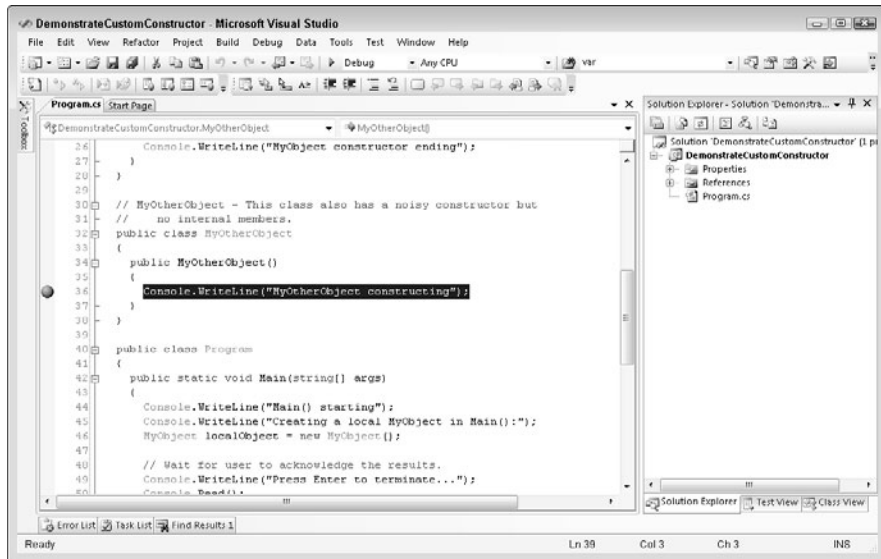 DemonstrateCustomConstructor - Microsoft Visual Studio
File Edit View Refactor Project Build Debug Data Tools Test Window Help
Debug Any CPU var
Toolbox
Program.cs Start Page
DemonstrateCustomConstructor.MyOtherObject MyOtherObject()
26 Console.WriteLine("MyObject constructor ending");
27 }
28 }
29
30 // MyOtherObject - This class also has a noisy constructor but
31 // no internal members.
32 public class MyOtherObject
33 {
34 public MyOtherObject()
35 {
36 Console.WriteLine("MyOtherObject constructing");
37 }
38 }
39
40 public class Program
41 {
42 public static void Main(string[] args)
43 {
44 Console.WriteLine("Main() starting");
45 Console.WriteLine("Creating a local MyObject in Main():");
46 MyObject localObject = new MyObject();
47
48 // Wait for user to acknowledge the results.
49 Console.WriteLine("Press Enter to terminate...");
50 Console.Read();
Solution Explorer - Solution 'Demonstra...
Solution 'DemonstrateCustomConstructor' (1 pr
DemonstrateCustomConstructor
Properties
References
Program.cs
Solution Explorer Test View Class View
Error List Task List Find Results 1
Ready Ln 39 Col 3 Ch 3 INS